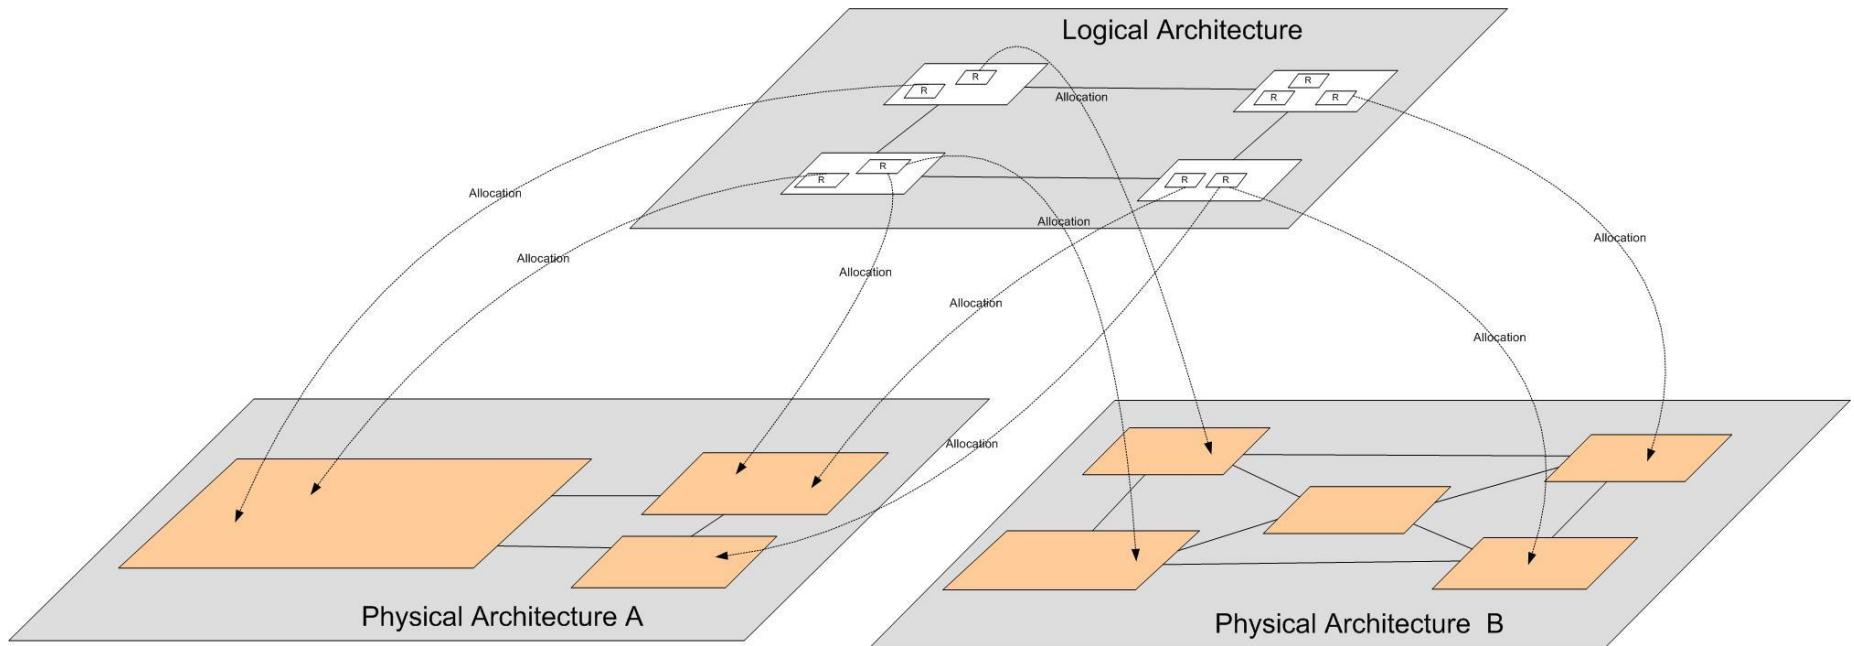 Logical Architecture
R
R
R
R
R
R
R
R
R
Allocation
Allocation
Allocation
Allocation
Allocation
Allocation
Allocation
Allocation
Allocation
Physical Architecture A
Physical Architecture B